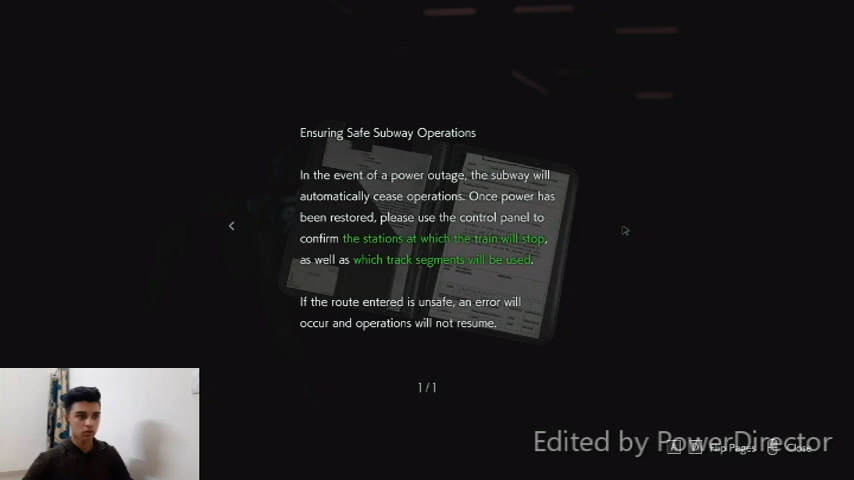 Ensuring Safe Subway Operations
In the event of a power outage, the subway will
automatically cease operations. Once power has
been restored, please use the control panel to
confirm the stations at which the train will stop,
as well as which track segments will be used.
If the route entered is unsafe, an error will
occur and operations will not resume.
1 / 1
Edited by PowerDirector
A D Flip Pages Close